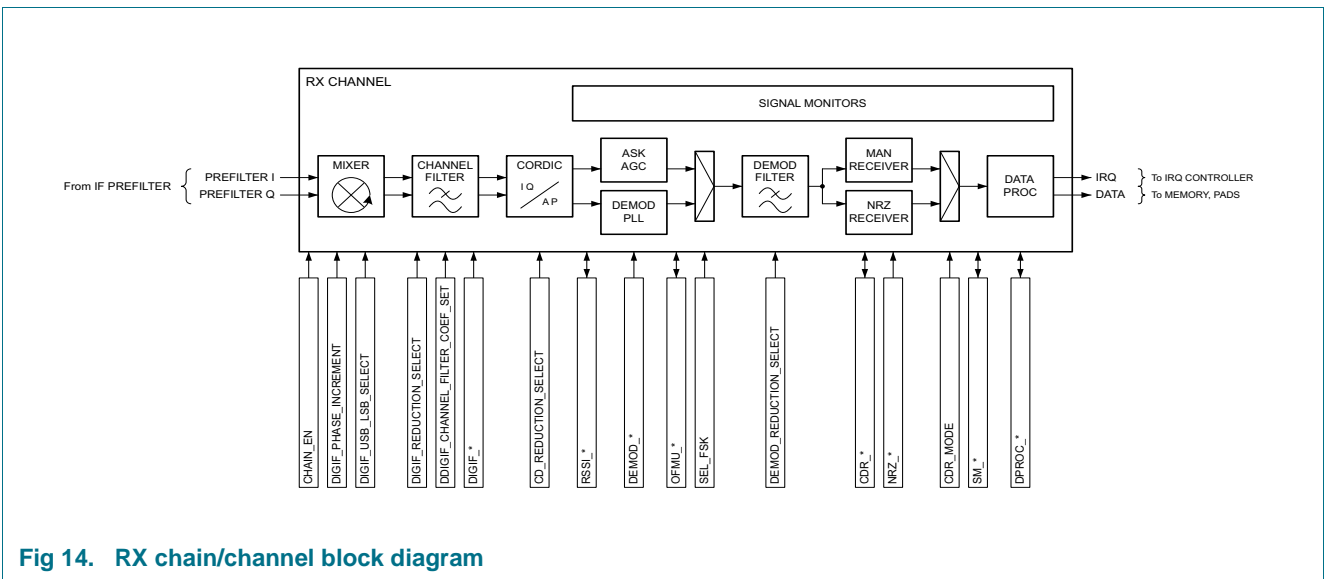 RX CHANNEL
SIGNAL MONITORS
From IF PREFILTER
PREFILTER I
PREFILTER Q
MIXER
CHANNEL
FILTER
CORDIC
I Q
A P
ASK
AGC
DEMOD
PLL
DEMOD
FILTER
MAN
RECEIVER
NRZ
RECEIVER
DATA
PROC
IRQ
DATA
To IRQ CONTROLLER
To MEMORY, PADS
CHAIN_EN
DIGIF_PHASE_INCREMENT
DIGIF_USB_LSB_SELECT
DIGIF_REDUCTION_SELECT
DDIGIF_CHANNEL_FILTER_COEF_SET
DIGIF_*
CD_REDUCTION_SELECT
RSSI_*
DEMOD_*
OFMU_*
SEL_FSK
DEMOD_REDUCTION_SELECT
CDR_*
NRZ_*
CDR_MODE
SM_*
DPROC_*
Fig 14. RX chain/channel block diagram